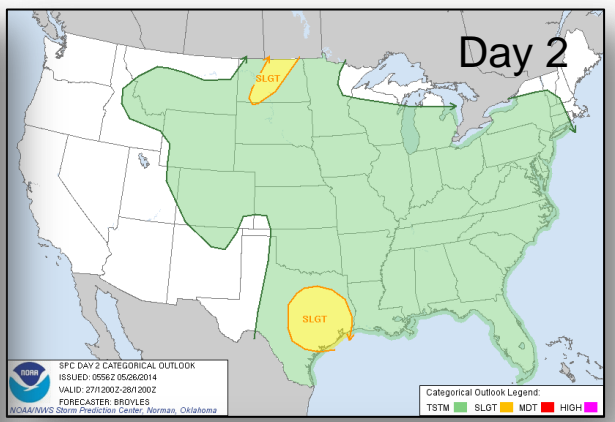 Day 2
SLGT
SLGT
NOAA
SPC DAY 2 CATEGORICAL OUTLOOK
ISSUED: 0556Z 05/26/2014
VALID: 27/1200Z-28/1200Z
FORECASTER: BROYLES
NOAA/NWS Storm Prediction Center, Norman, Oklahoma
Categorical Outlook Legend:
TSTM SLGT MDT HIGH